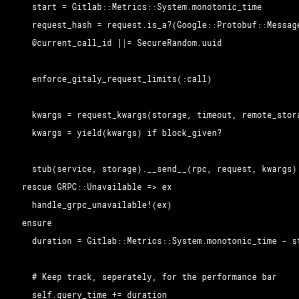 start = Gitlab::Metrics::System.monotonic_time
request_hash = request.is_a?(Google::Protobuf::Message
@current_call_id ||= SecureRandom.uuid
enforce_gitaly_request_limits(:call)
kwargs = request_kwargs(storage, timeout, remote_stora
kwargs = yield(kwargs) if block_given?
stub(service, storage).__send__(rpc, request, kwargs)
rescue GRPC::Unavailable => ex
handle_grpc_unavailable!(ex)
ensure
duration = Gitlab::Metrics::System.monotonic_time - st
# Keep track, seperately, for the performance bar
self.query_time += duration